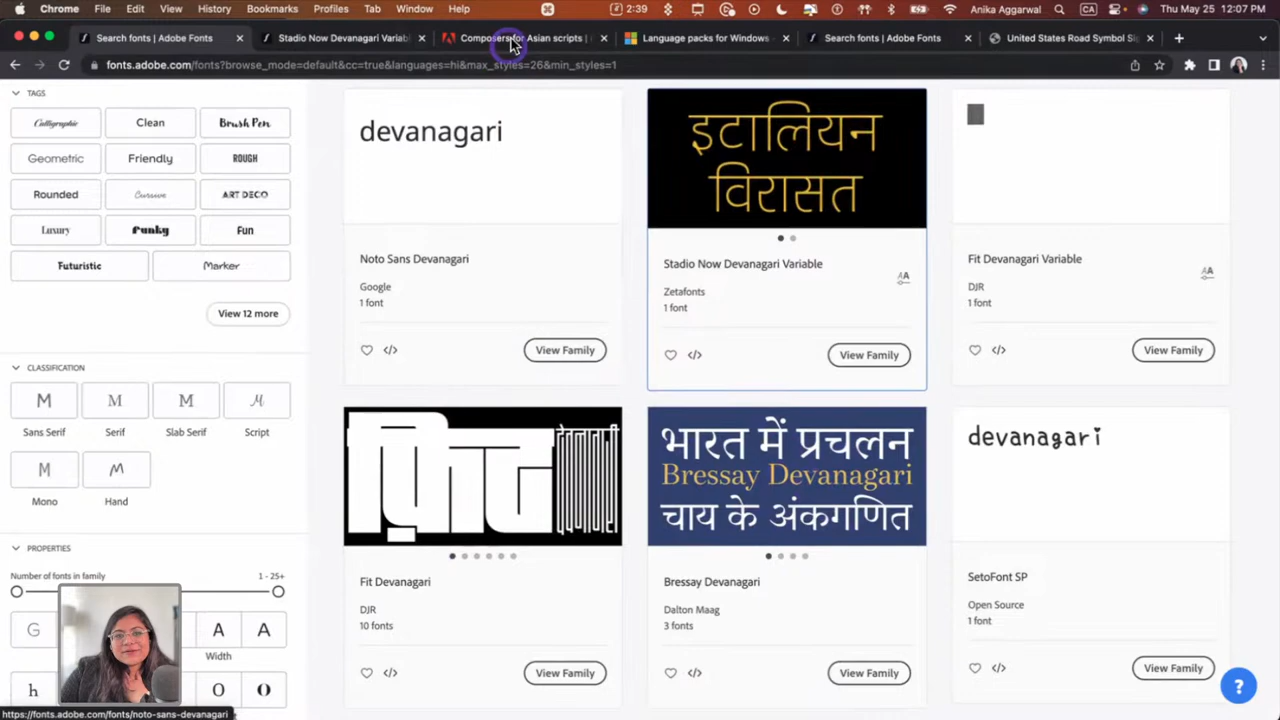 File Edit View History Bookmarks Profiles Tab Window Help
2:39
CA
Anika Aggarwal
Thu May 25 12:07 PM
Search fonts | Adobe Fonts
Stadio Now Devanagari Variabl
Composers for Asian scripts |
Language packs for Windows -
Search fonts | Adobe Fonts
United States Road Symbol Si
fonts.adobe.com/fonts?browse_mode=default&cc=true&languages=hi&max_styles=26&min_styles=1
TAGS
Calligraphic
Clean
Brush Pen
Geometric
Friendly
ROUGH
Rounded
Cursive
ART DECO
Luxury
Funky
Fun
Futuristic
Marker
View 12 more
CLASSIFICATION
M
M
M
M
Sans Serif
Serif
Slab Serif
Script
M
M
Mono
Hand
PROPERTIES
Number of fonts in family
1 - 25+
G
A
A
Width
h
O
O
devanagari
Noto Sans Devanagari
Google
1 font
</>
View Family
इटालियन
विरासत
Stadio Now Devanagari Variable
Zetafonts
1 font
</>
View Family
Fit Devanagari Variable
DJR
1 font
</>
View Family
फ़िट देवनागरी
Fit Devanagari
DJR
10 fonts
</>
View Family
भारत में प्रचलन
Bressay Devanagari
चाय के अंकगणित
Bressay Devanagari
Dalton Maag
3 fonts
</>
View Family
devanagari
SetoFont SP
Open Source
1 font
</>
View Family
?
https://fonts.adobe.com/fonts/noto-sans-devanagari